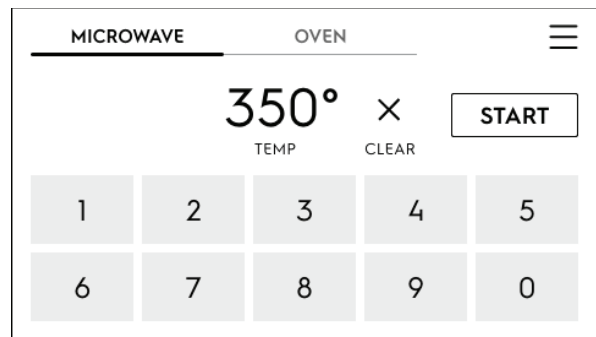 MICROWAVE OVEN
350° × START
TEMP CLEAR
1 2 3 4 5
6 7 8 9 0